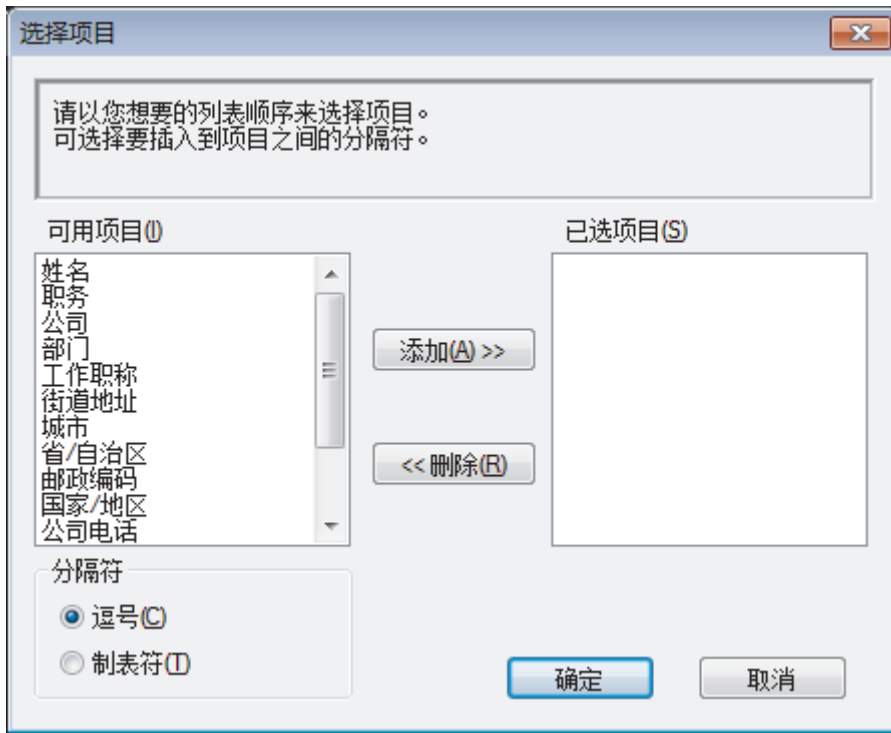 选择项目
请以您想要的列表顺序来选择项目。
可选择要插入到项目之间的分隔符。
可用项目(I)
已选项目(S)
姓名
职务
公司
部门
工作职称
街道地址
城市
省/自治区
邮政编码
国家/地区
公司电话
添加(A) >>
<< 删除(R)
分隔符
逗号(C)
制表符(T)
确定
取消